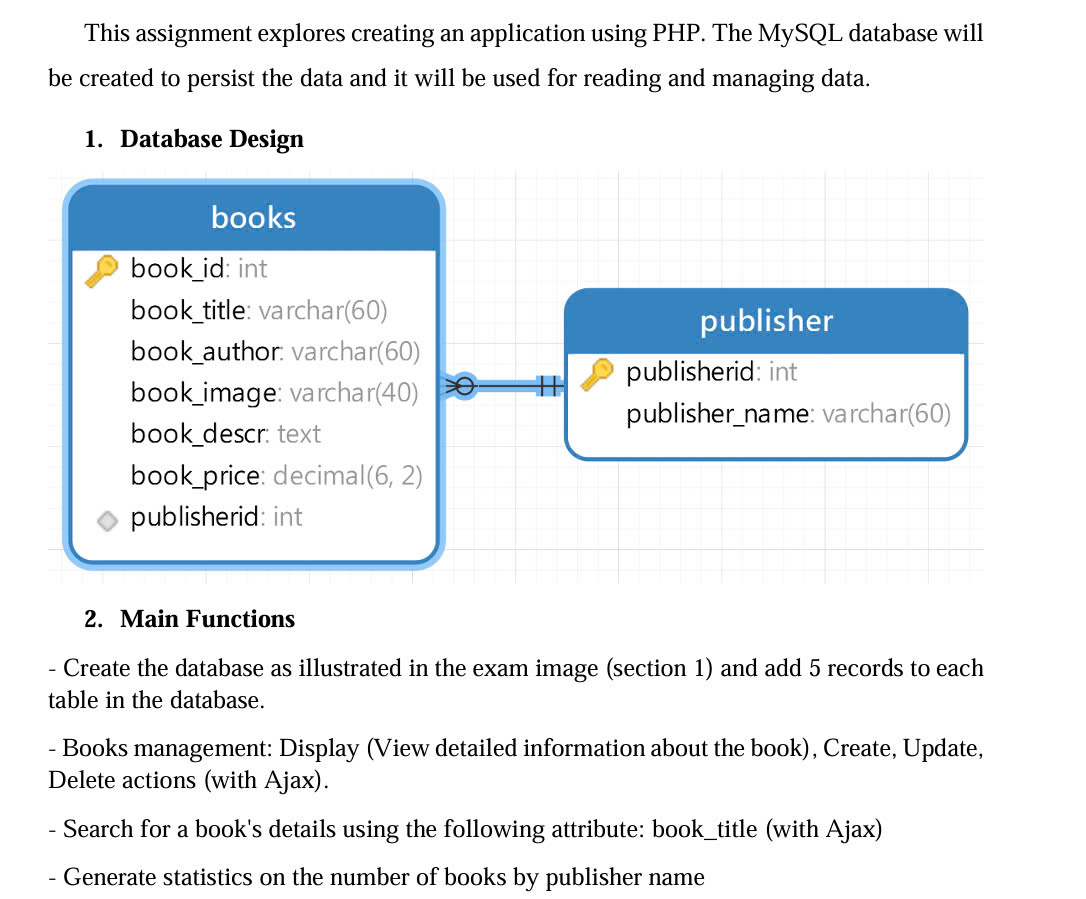 This assignment explores creating an application using PHP. The MySQL database will
be created to persist the data and it will be used for reading and managing data.
1. Database Design
books
book_id: int
book_title: varchar(60)
book_author: varchar(60)
book_image: varchar(40)
book_descr: text
book_price: decimal(6, 2)
publisherid: int
publisher
publisherid: int
publisher_name: varchar(60)
2. Main Functions
- Create the database as illustrated in the exam image (section 1) and add 5 records to each
table in the database.
- Books management: Display (View detailed information about the book), Create, Update,
Delete actions (with Ajax).
- Search for a book's details using the following attribute: book_title (with Ajax)
- Generate statistics on the number of books by publisher name